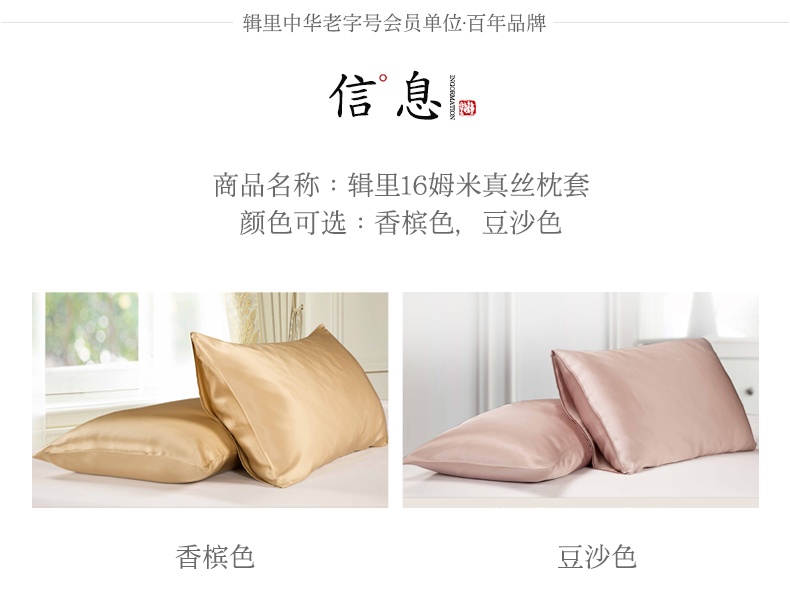 辑里中华老字号会员单位·百年品牌
信息
INQORMATION
商品名称：辑里16姆米真丝枕套
颜色可选：香槟色，豆沙色
香槟色
豆沙色